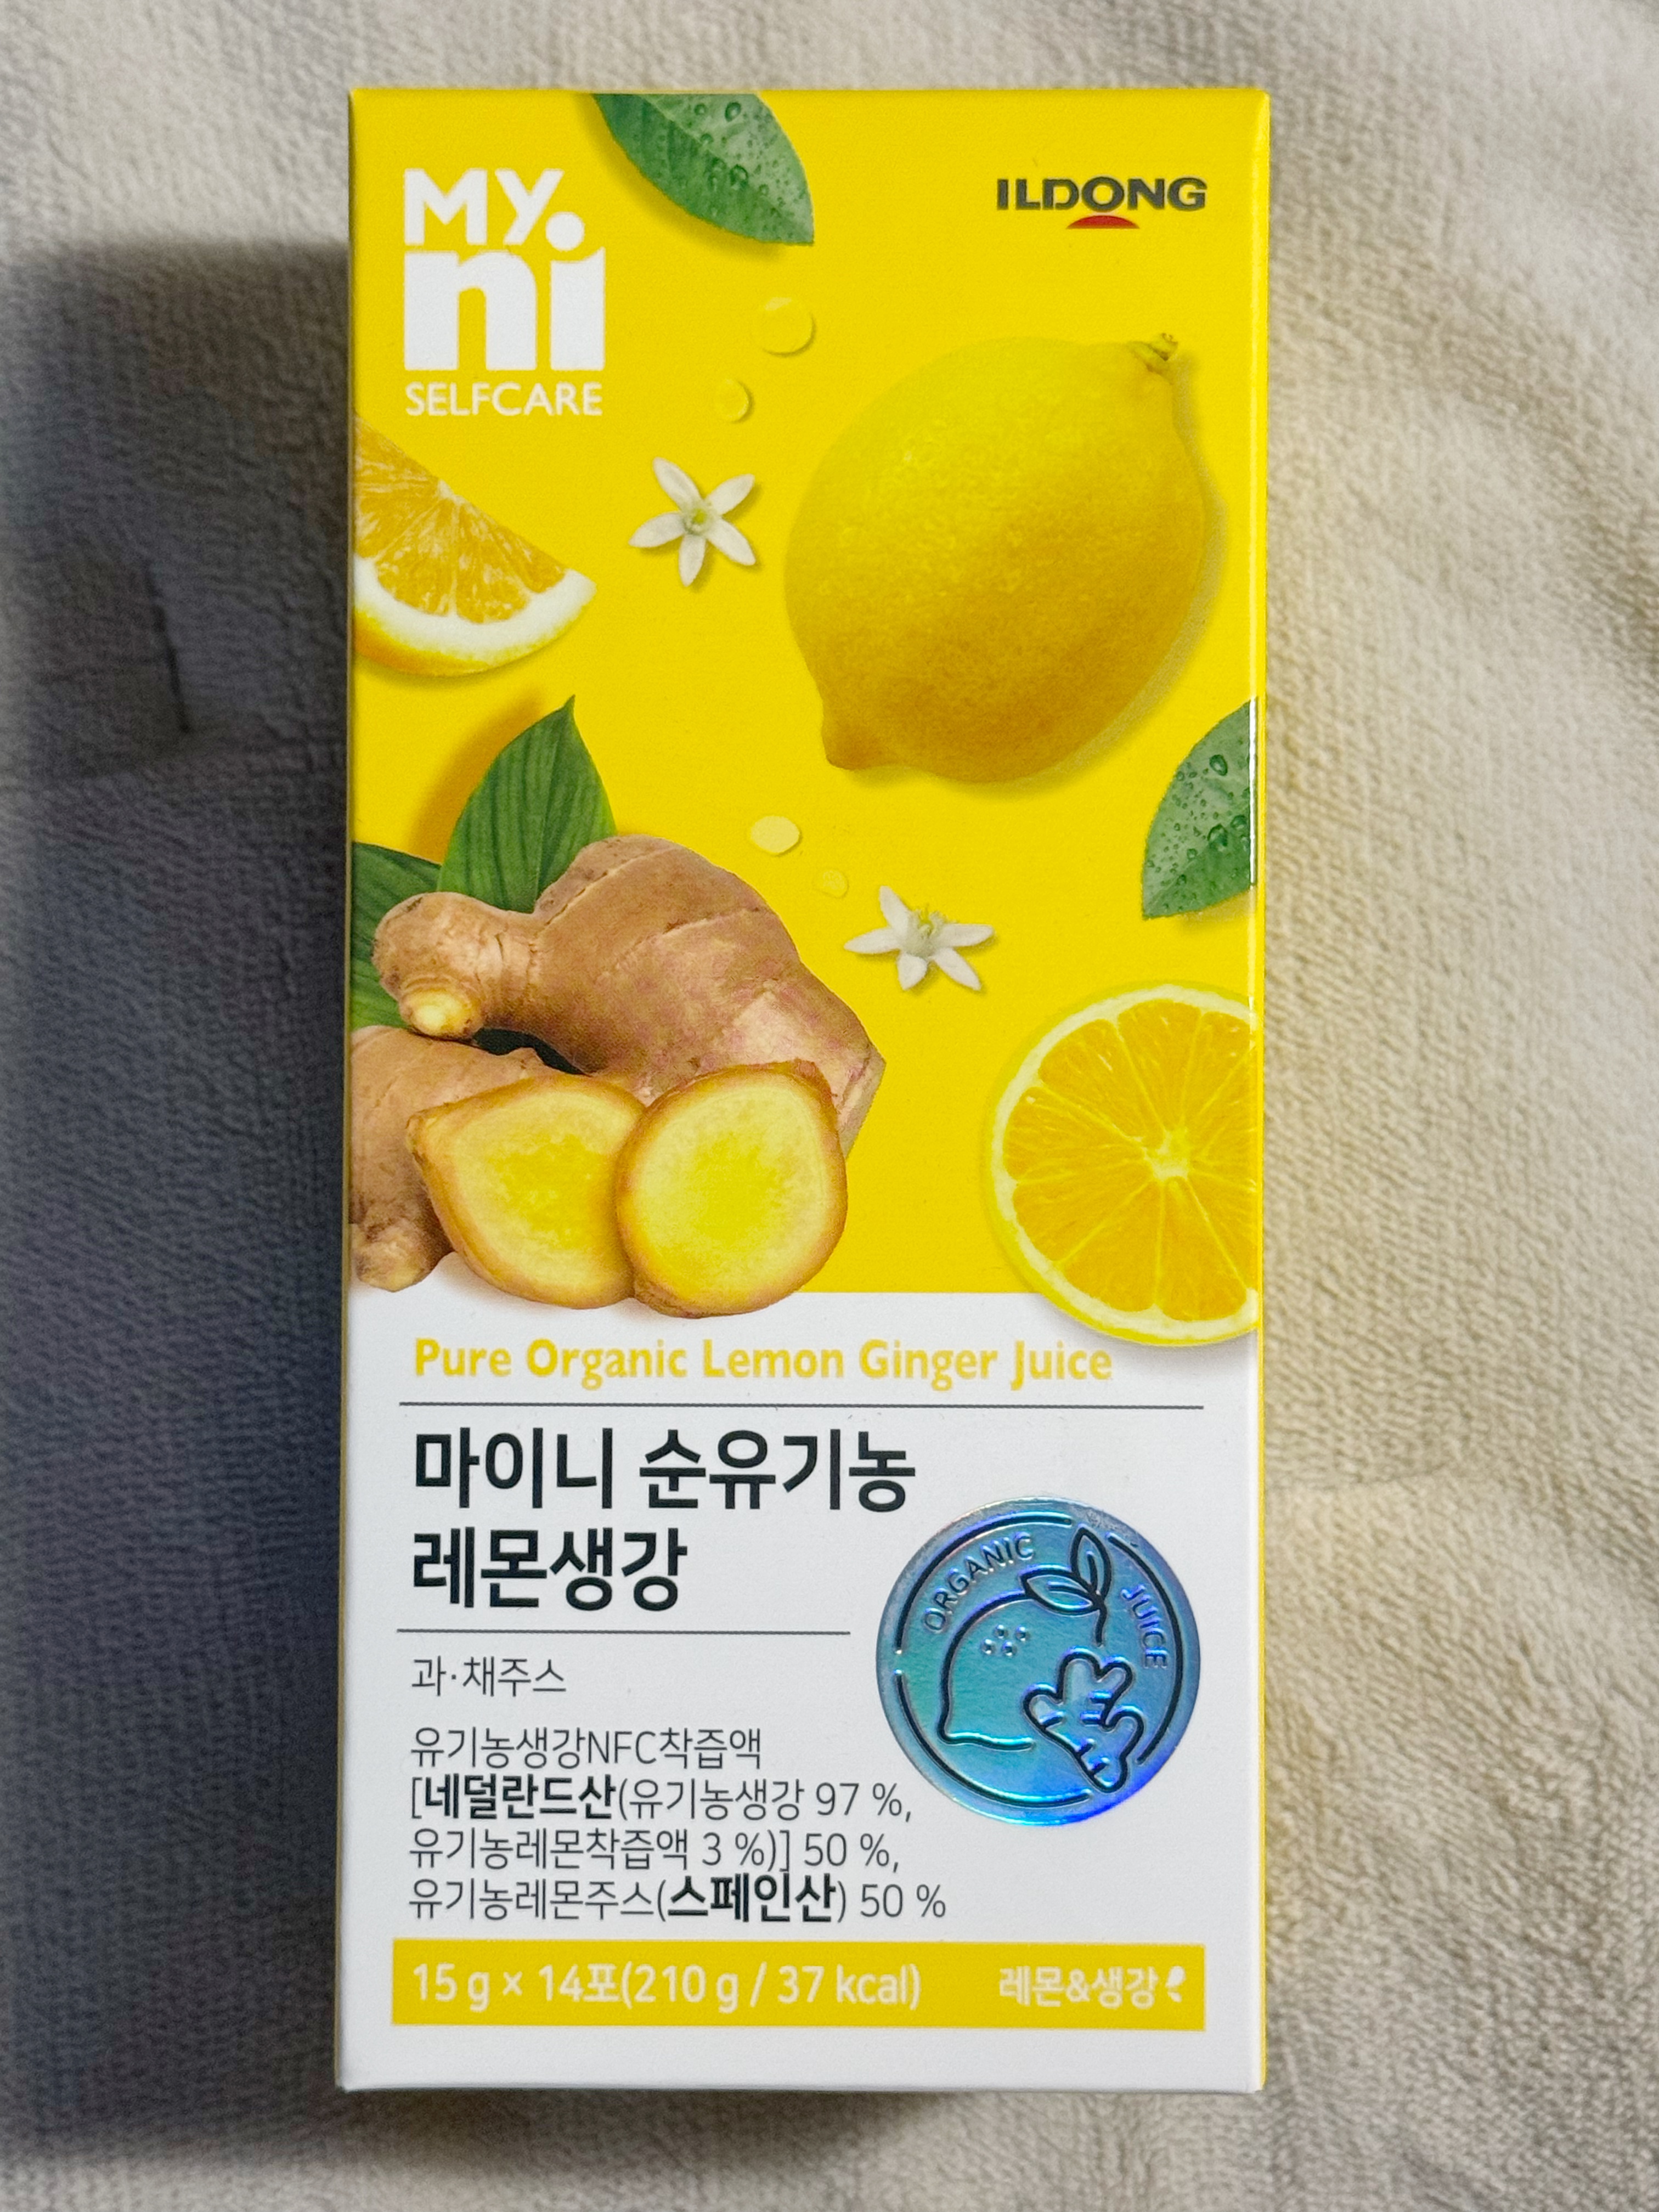 MY.
ni
SELFCARE
ILDONG
Pure Organic Lemon Ginger Juice
마이니 순유기농
레몬생강
ORGANIC JUICE
과·채주스
유기농생강NFC착즙액
[네덜란드산(유기농생강 97 %,
유기농레몬착즙액 3 %)] 50 %,
유기농레몬주스(스페인산) 50 %
15 g × 14포(210 g / 37 kcal)
레몬&생강